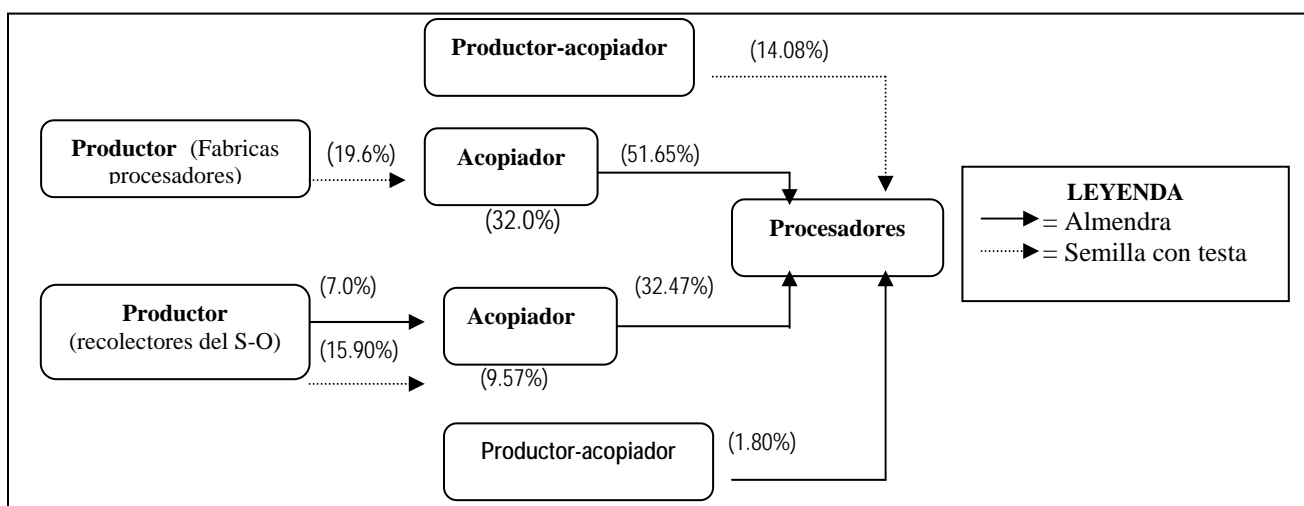 Productor-acopiador
(14.08%)
Productor (Fabricas
procesadores)
(19.6%)
Acopiador
(51.65%)
(32.0%)
Procesadores
LEYENDA
= Almendra
= Semilla con testa
Productor
(recolectores del S-O)
(7.0%)
(15.90%)
Acopiador
(32.47%)
(9.57%)
Productor-acopiador
(1.80%)